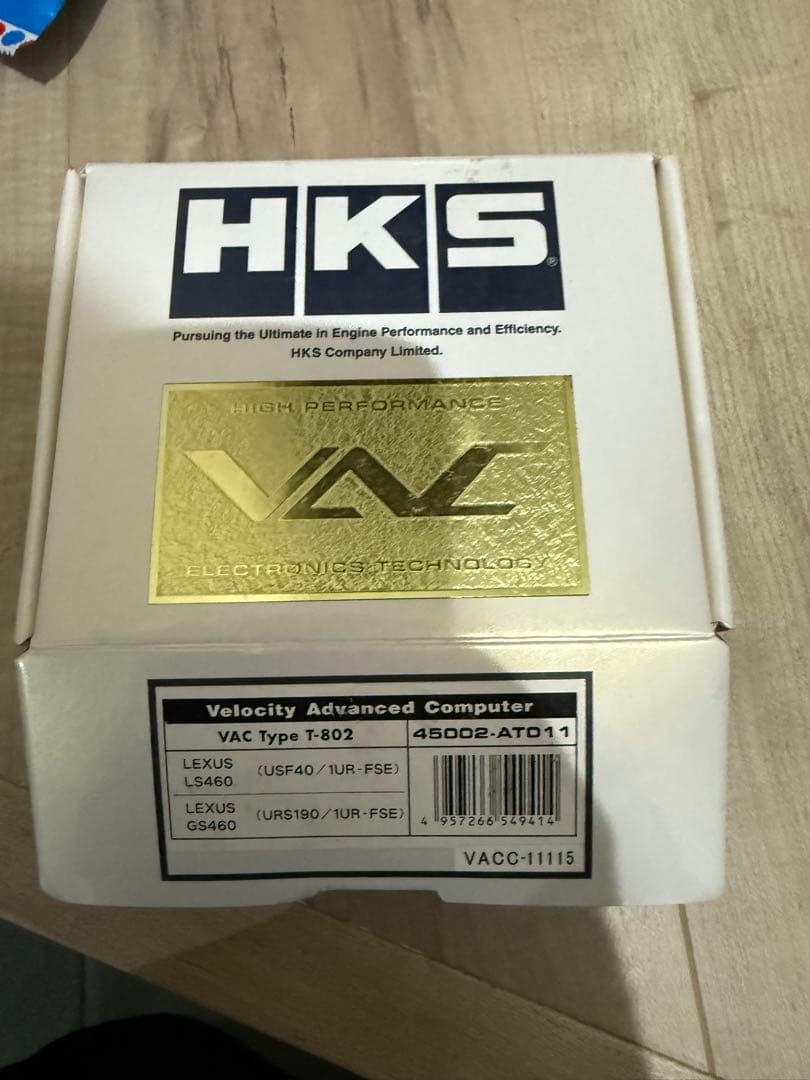 HKS®
Pursuing the Ultimate in Engine Performance and Efficiency.
HKS Company Limited.
HIGH PERFORMANCE
VAC
ELECTRONICS TECHNOLOGY
Velocity Advanced Computer
VAC Type T-802 45002-AT011
LEXUS LS460 (USF40/1UR-FSE)
LEXUS GS460 (URS190/1UR-FSE)
4 957266 549414
VACC-11115